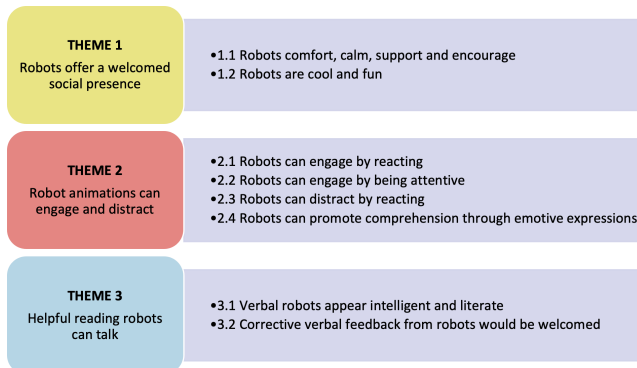 THEME 1
Robots offer a welcomed
social presence
•1.1 Robots comfort, calm, support and encourage
•1.2 Robots are cool and fun
THEME 2
Robot animations can
engage and distract
•2.1 Robots can engage by reacting
•2.2 Robots can engage by being attentive
•2.3 Robots can distract by reacting
•2.4 Robots can promote comprehension through emotive expressions
THEME 3
Helpful reading robots
can talk
•3.1 Verbal robots appear intelligent and literate
•3.2 Corrective verbal feedback from robots would be welcomed